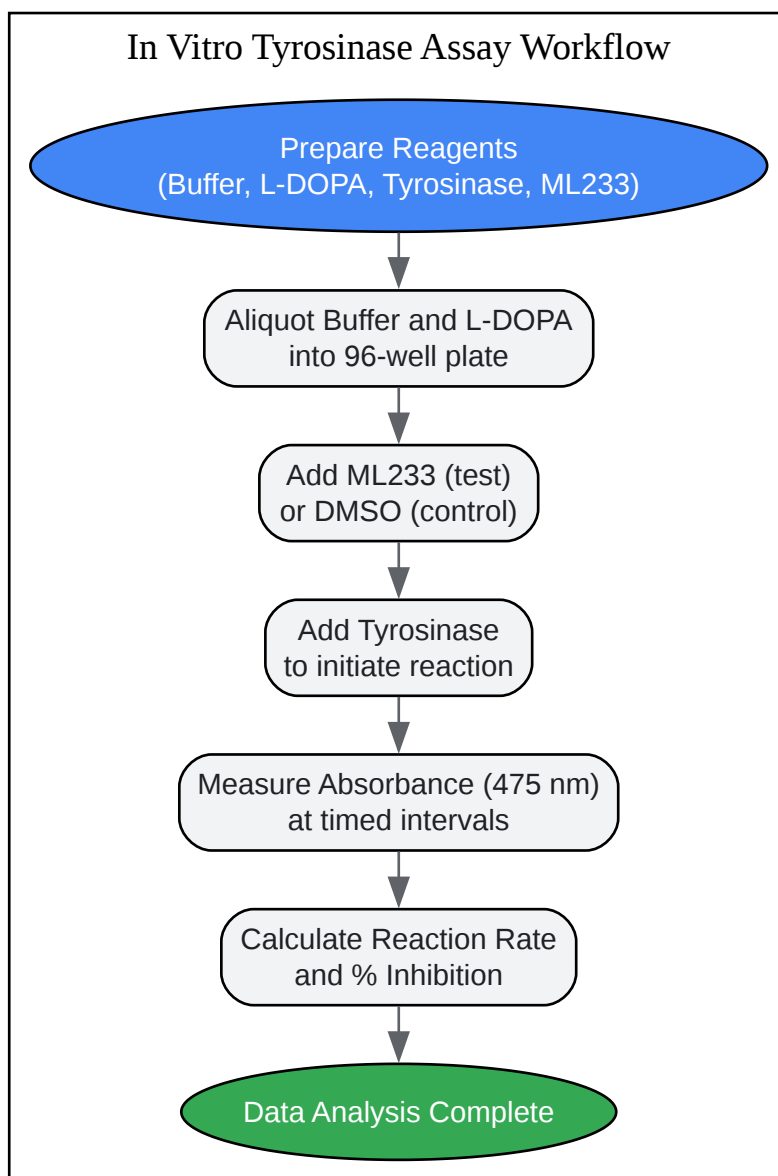 In Vitro Tyrosinase Assay Workflow
Prepare Reagents
(Buffer, L-DOPA, Tyrosinase, ML233)
Aliquot Buffer and L-DOPA
into 96-well plate
Add ML233 (test)
or DMSO (control)
Add Tyrosinase
to initiate reaction
Measure Absorbance (475 nm)
at timed intervals
Calculate Reaction Rate
and % Inhibition
Data Analysis Complete